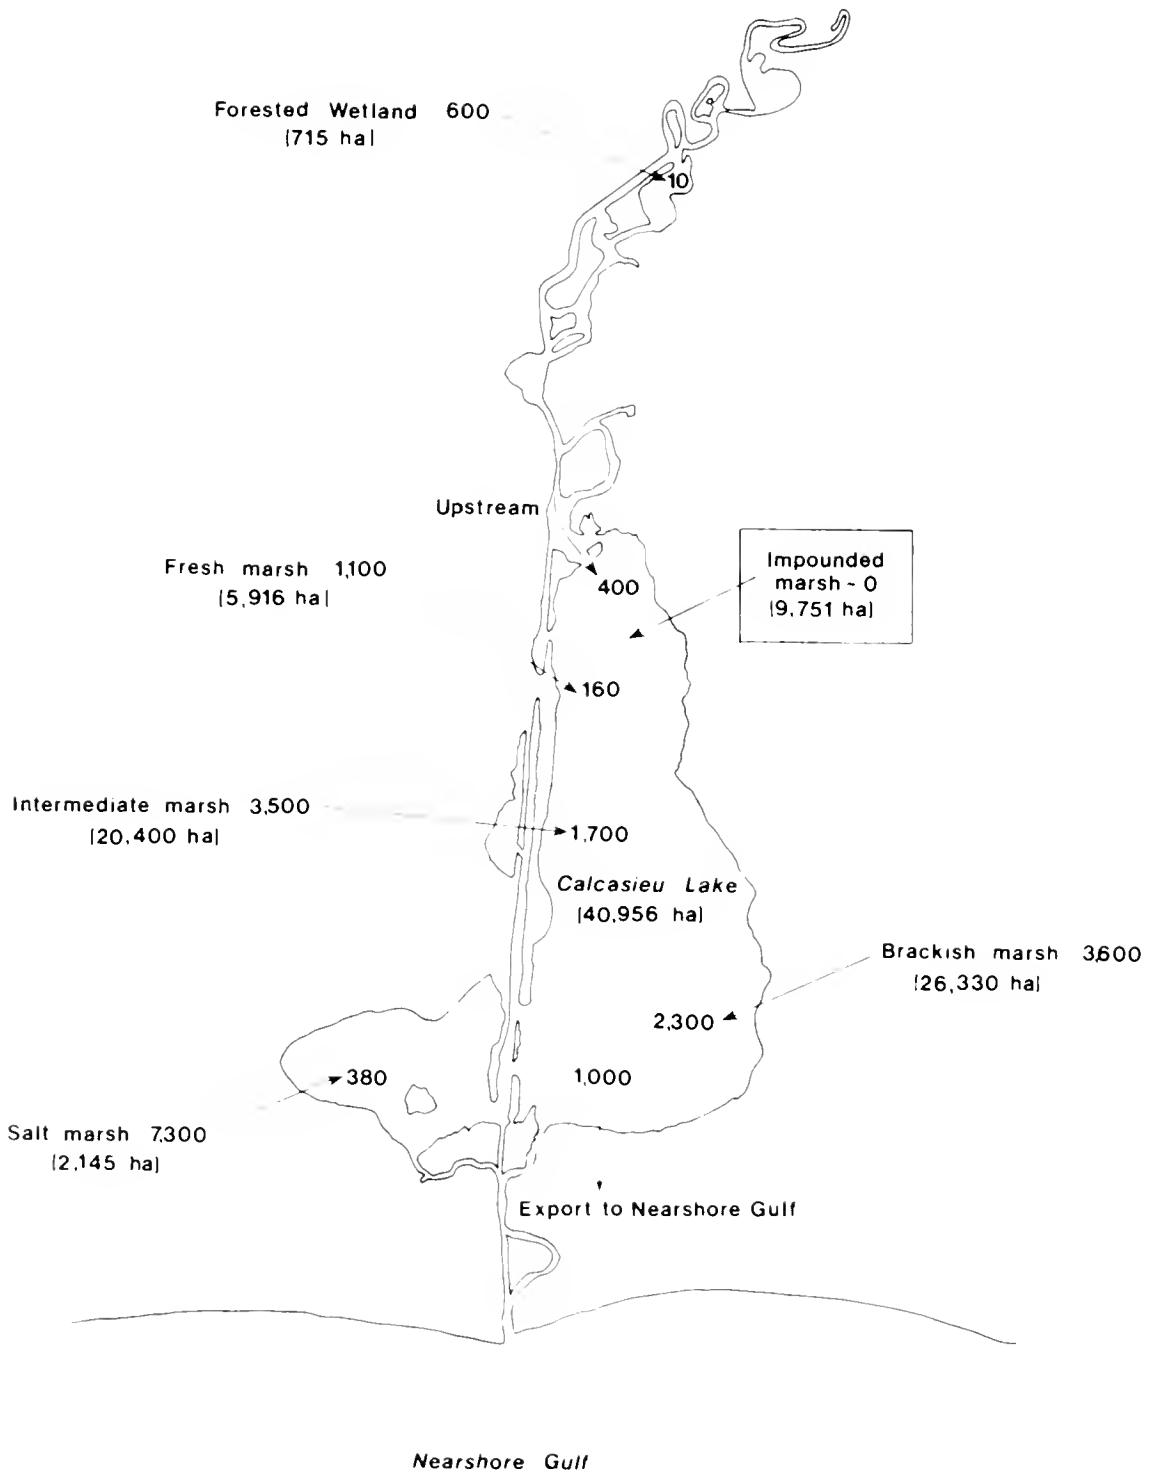 Forested Wetland 600
(715 ha)
10
Upstream
Fresh marsh 1,100
(5,916 ha)
400
Impounded
marsh ~ 0
(9,751 ha)
160
Intermediate marsh 3,500
(20,400 ha)
1,700
Calcasieu Lake
(40,956 ha)
Brackish marsh 3,600
(26,330 ha)
2,300
380
1,000
Salt marsh 7,300
(2,145 ha)
Export to Nearshore Gulf
Nearshore Gulf